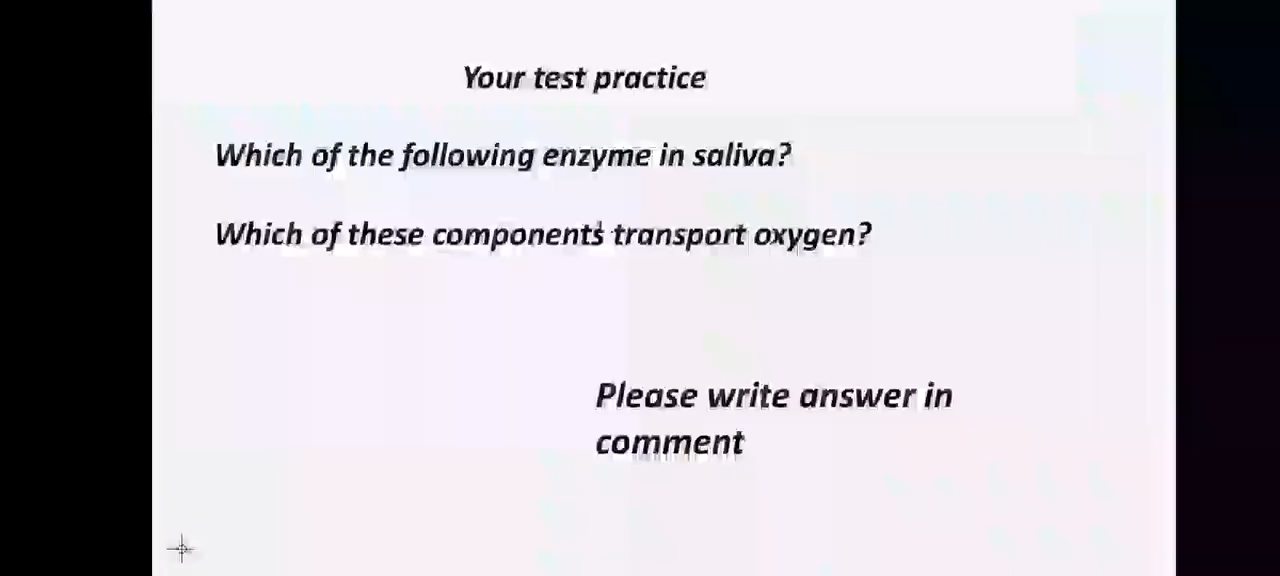 Your test practice
Which of the following enzyme in saliva?
Which of these components transport oxygen?
Please write answer in
comment